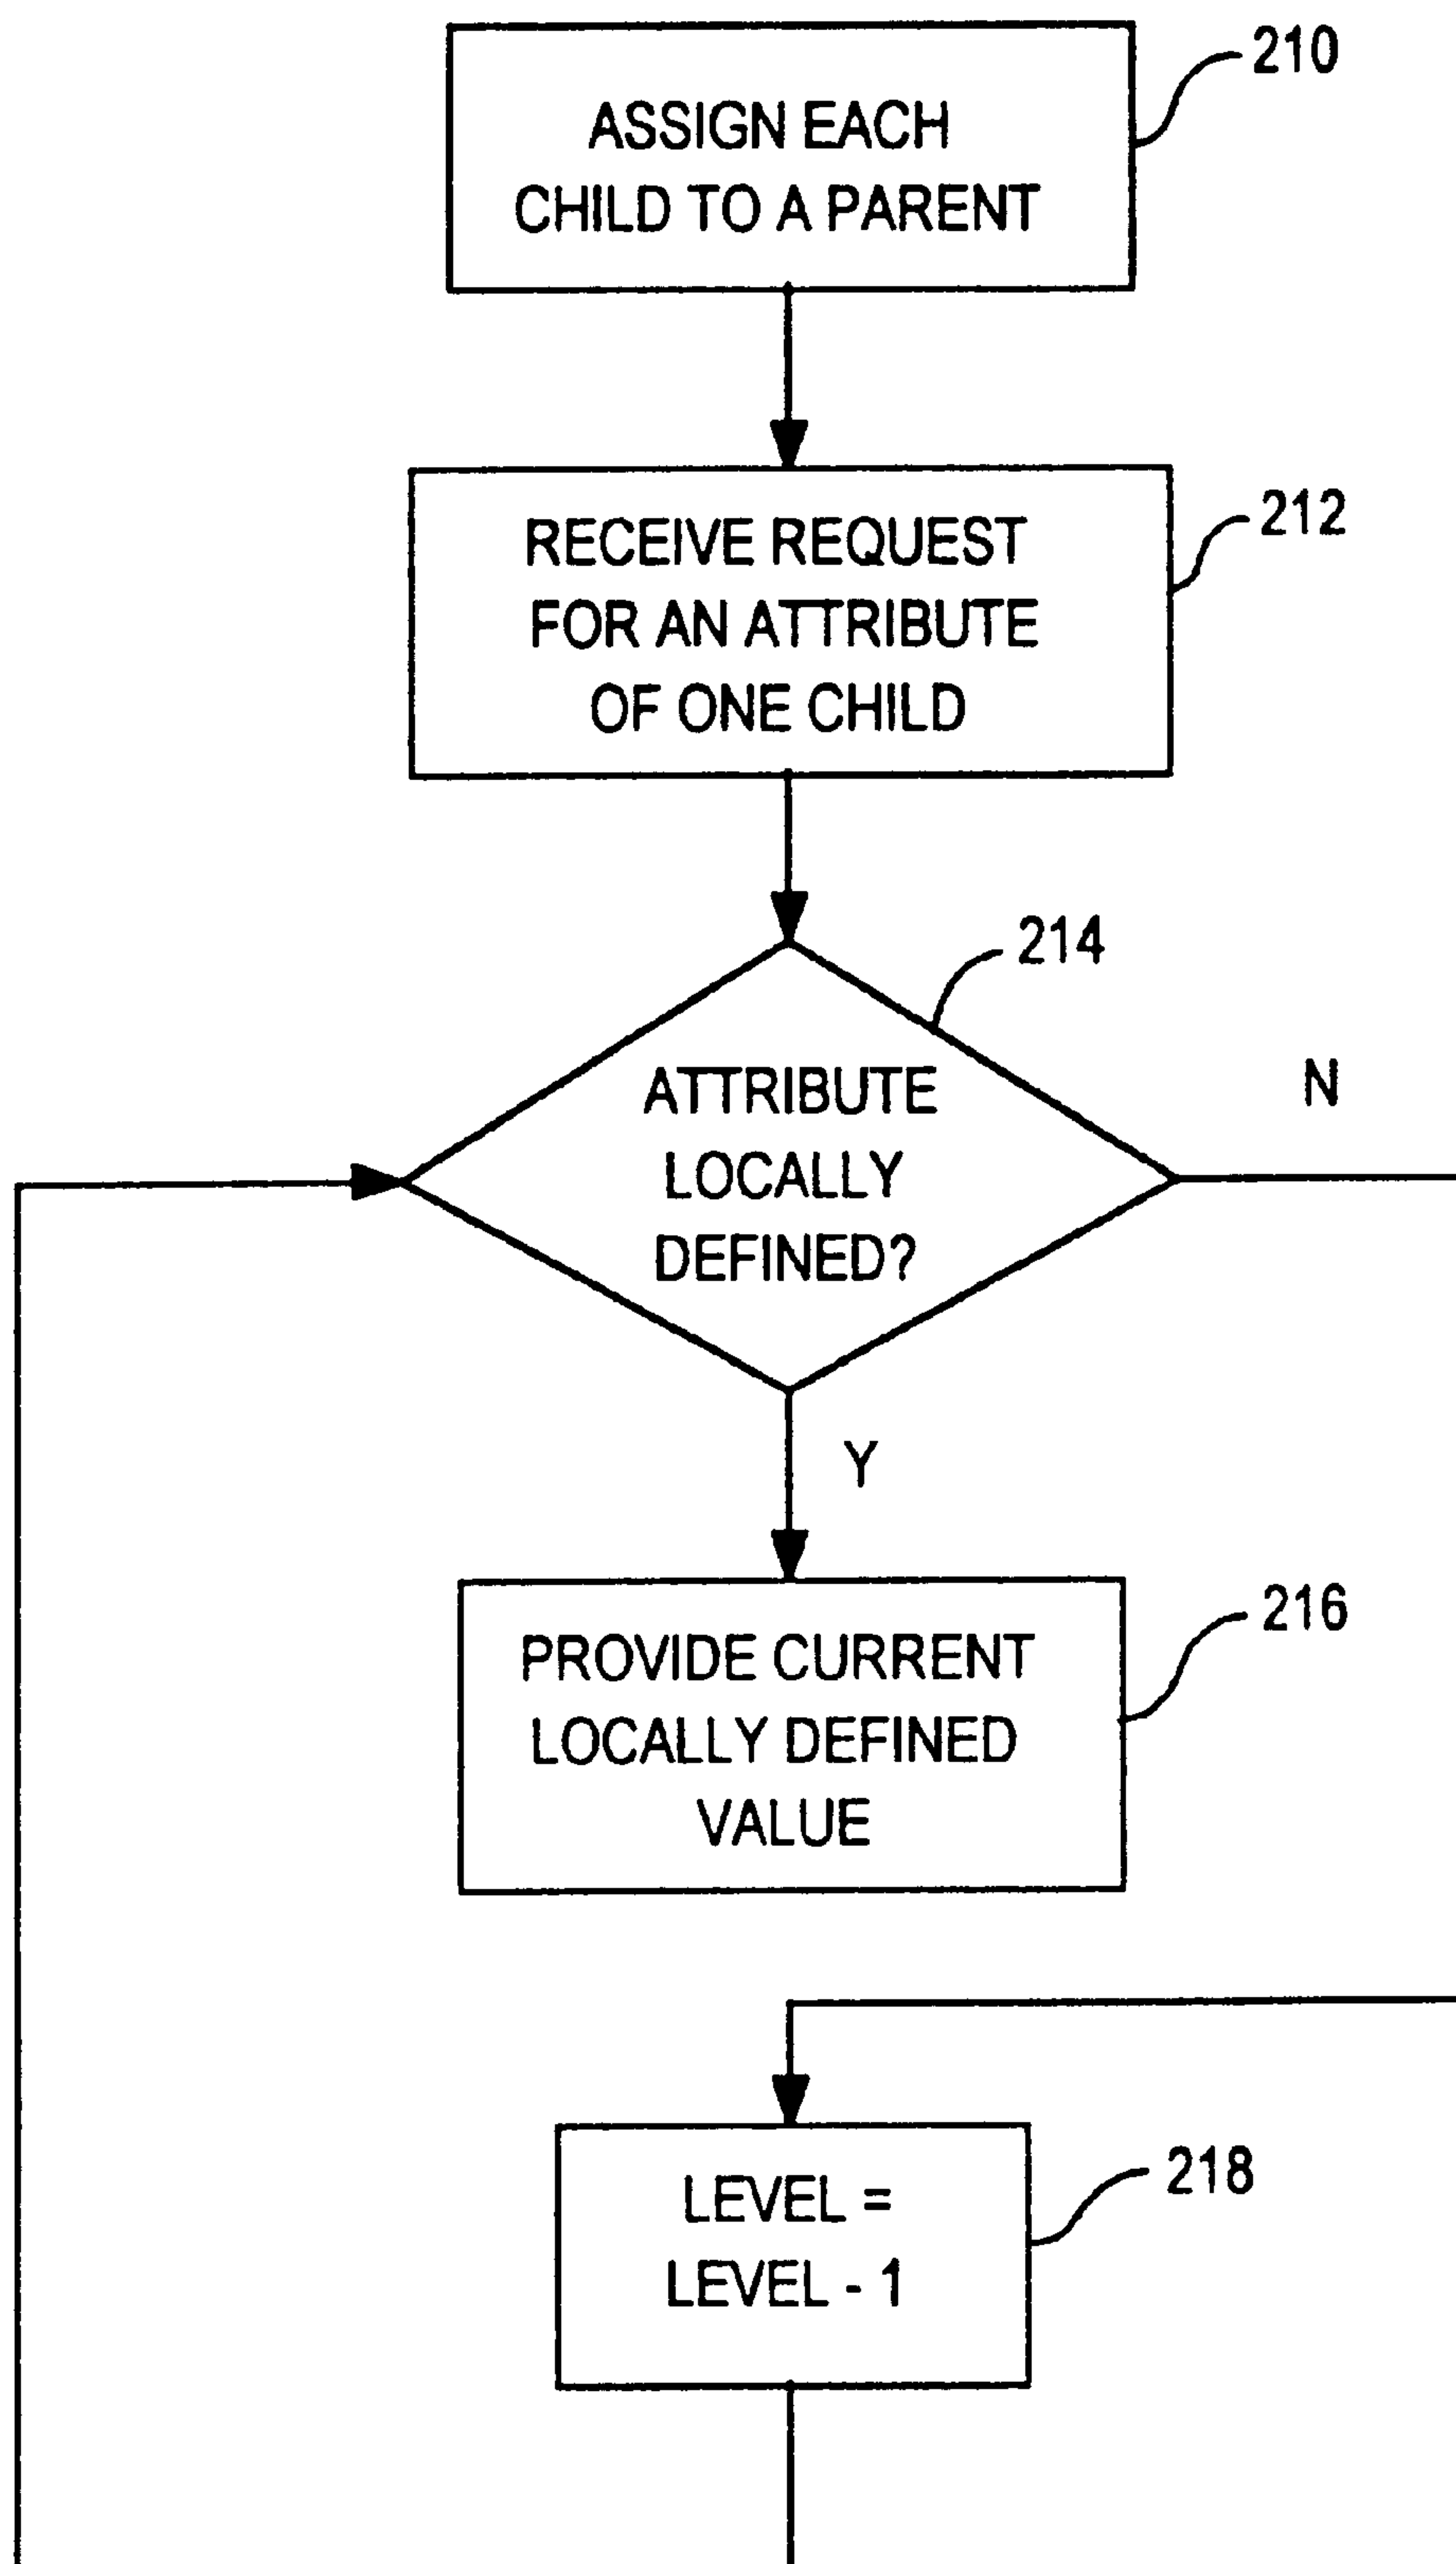 210
ASSIGN EACH
CHILD TO A PARENT
212
RECEIVE REQUEST
FOR AN ATTRIBUTE
OF ONE CHILD
214
N
ATTRIBUTE
LOCALLY
DEFINED?
Y
216
PROVIDE CURRENT
LOCALLY DEFINED
VALUE
218
LEVEL =
LEVEL - 1